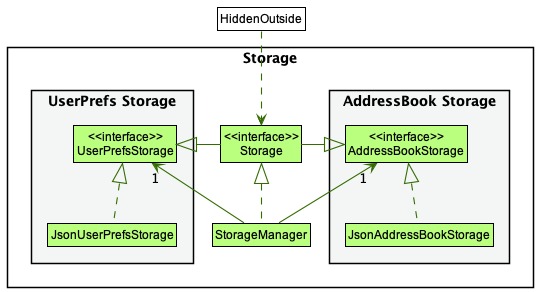 HiddenOutside
Storage
UserPrefs Storage
AddressBook Storage
<<interface>>
UserPrefsStorage
<<interface>>
Storage
<<interface>>
AddressBookStorage
1
1
JsonUserPrefsStorage
StorageManager
JsonAddressBookStorage